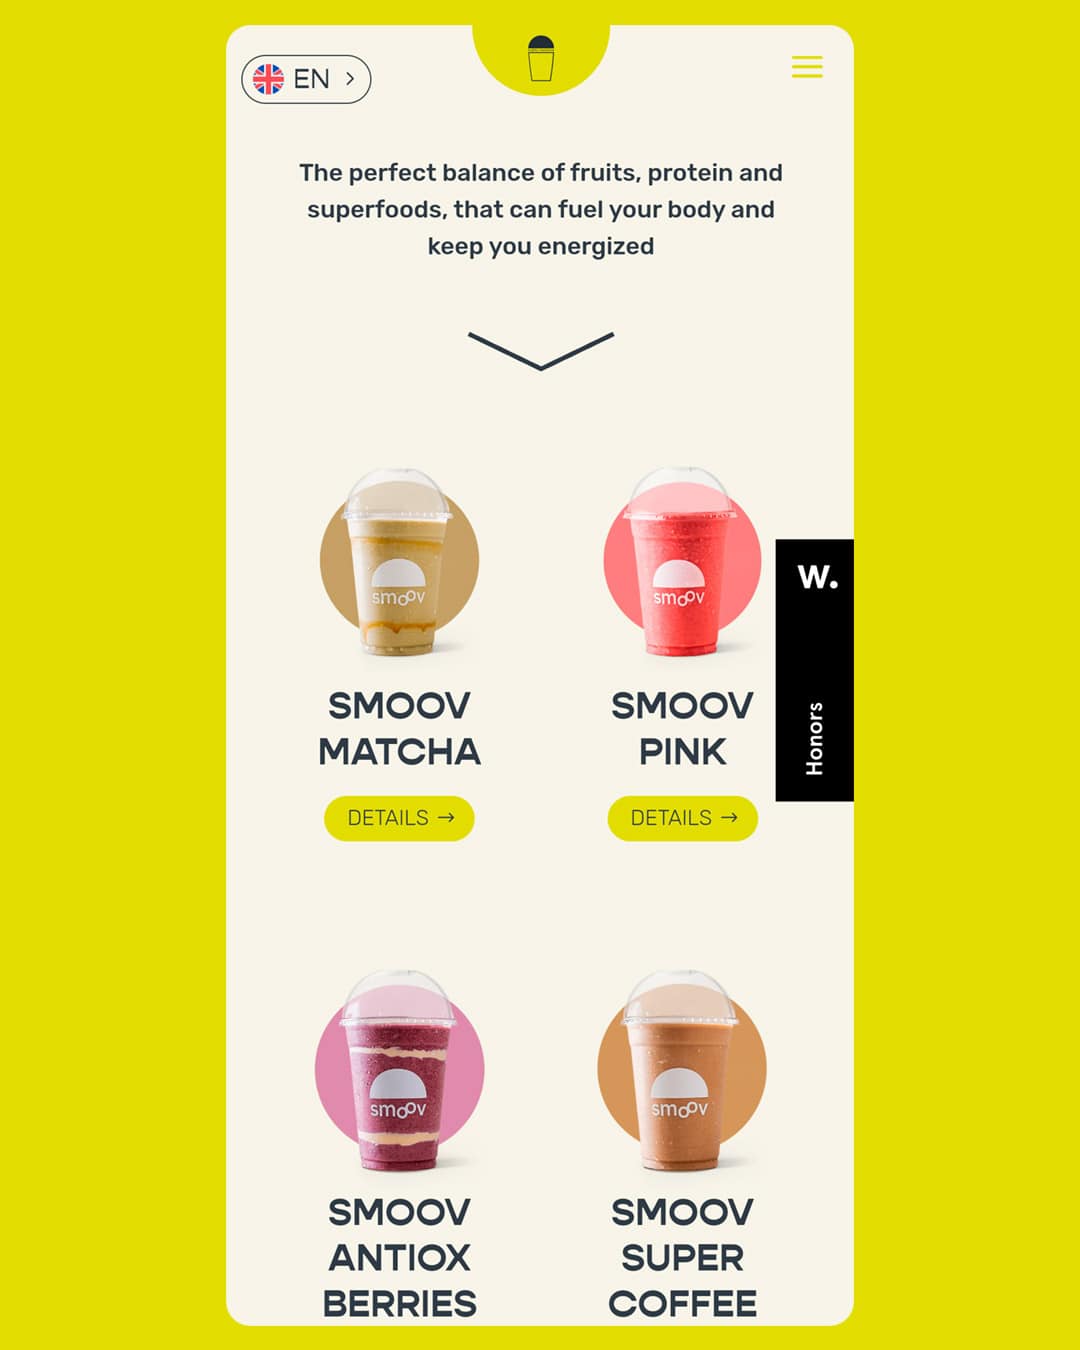 EN
The perfect balance of fruits, protein and
superfoods, that can fuel your body and
keep you energized
smoov
smoov
W.
Honors
SMOOV
MATCHA
SMOOV
PINK
DETAILS →
DETAILS →
smoov
smoov
SMOOV
ANTIOX
BERRIES
SMOOV
SUPER
COFFEE